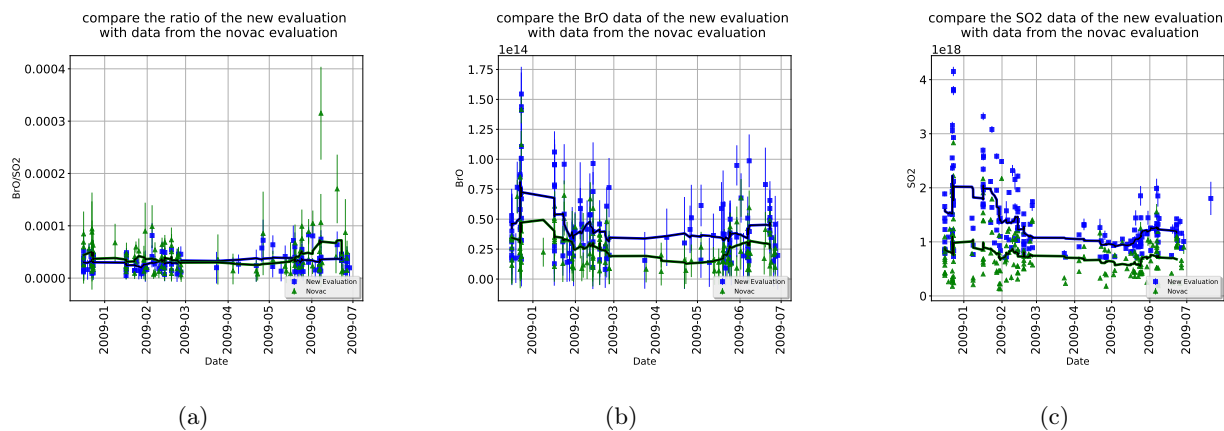 compare the ratio of the new evaluation
with data from the novac evaluation
0.0004
0.0003
0.0002
0.0001
0.0000
BrO/SO2
New Evaluation
Novac
2009-01
2009-02
2009-03
2009-04
2009-05
2009-06
2009-07
Date
(a)
compare the BrO data of the new evaluation
with data from the novac evaluation
1e14
1.75
1.50
1.25
1.00
0.75
0.50
0.25
0.00
BrO
New Evaluation
Novac
2009-01
2009-02
2009-03
2009-04
2009-05
2009-06
2009-07
Date
(b)
compare the SO2 data of the new evaluation
with data from the novac evaluation
1e18
4
3
2
1
0
SO2
New Evaluation
Novac
2009-01
2009-02
2009-03
2009-04
2009-05
2009-06
2009-07
Date
(c)